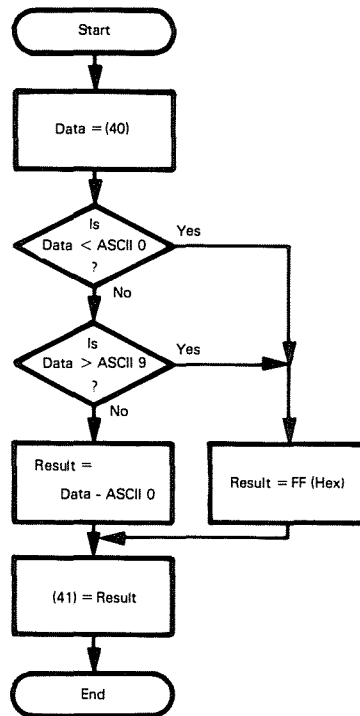 Start
Data = (40)
Is
Data < ASCII 0
?
Yes
No
Is
Data > ASCII 9
?
Yes
No
Result =
Data - ASCII 0
Result = FF (Hex)
(41) = Result
End